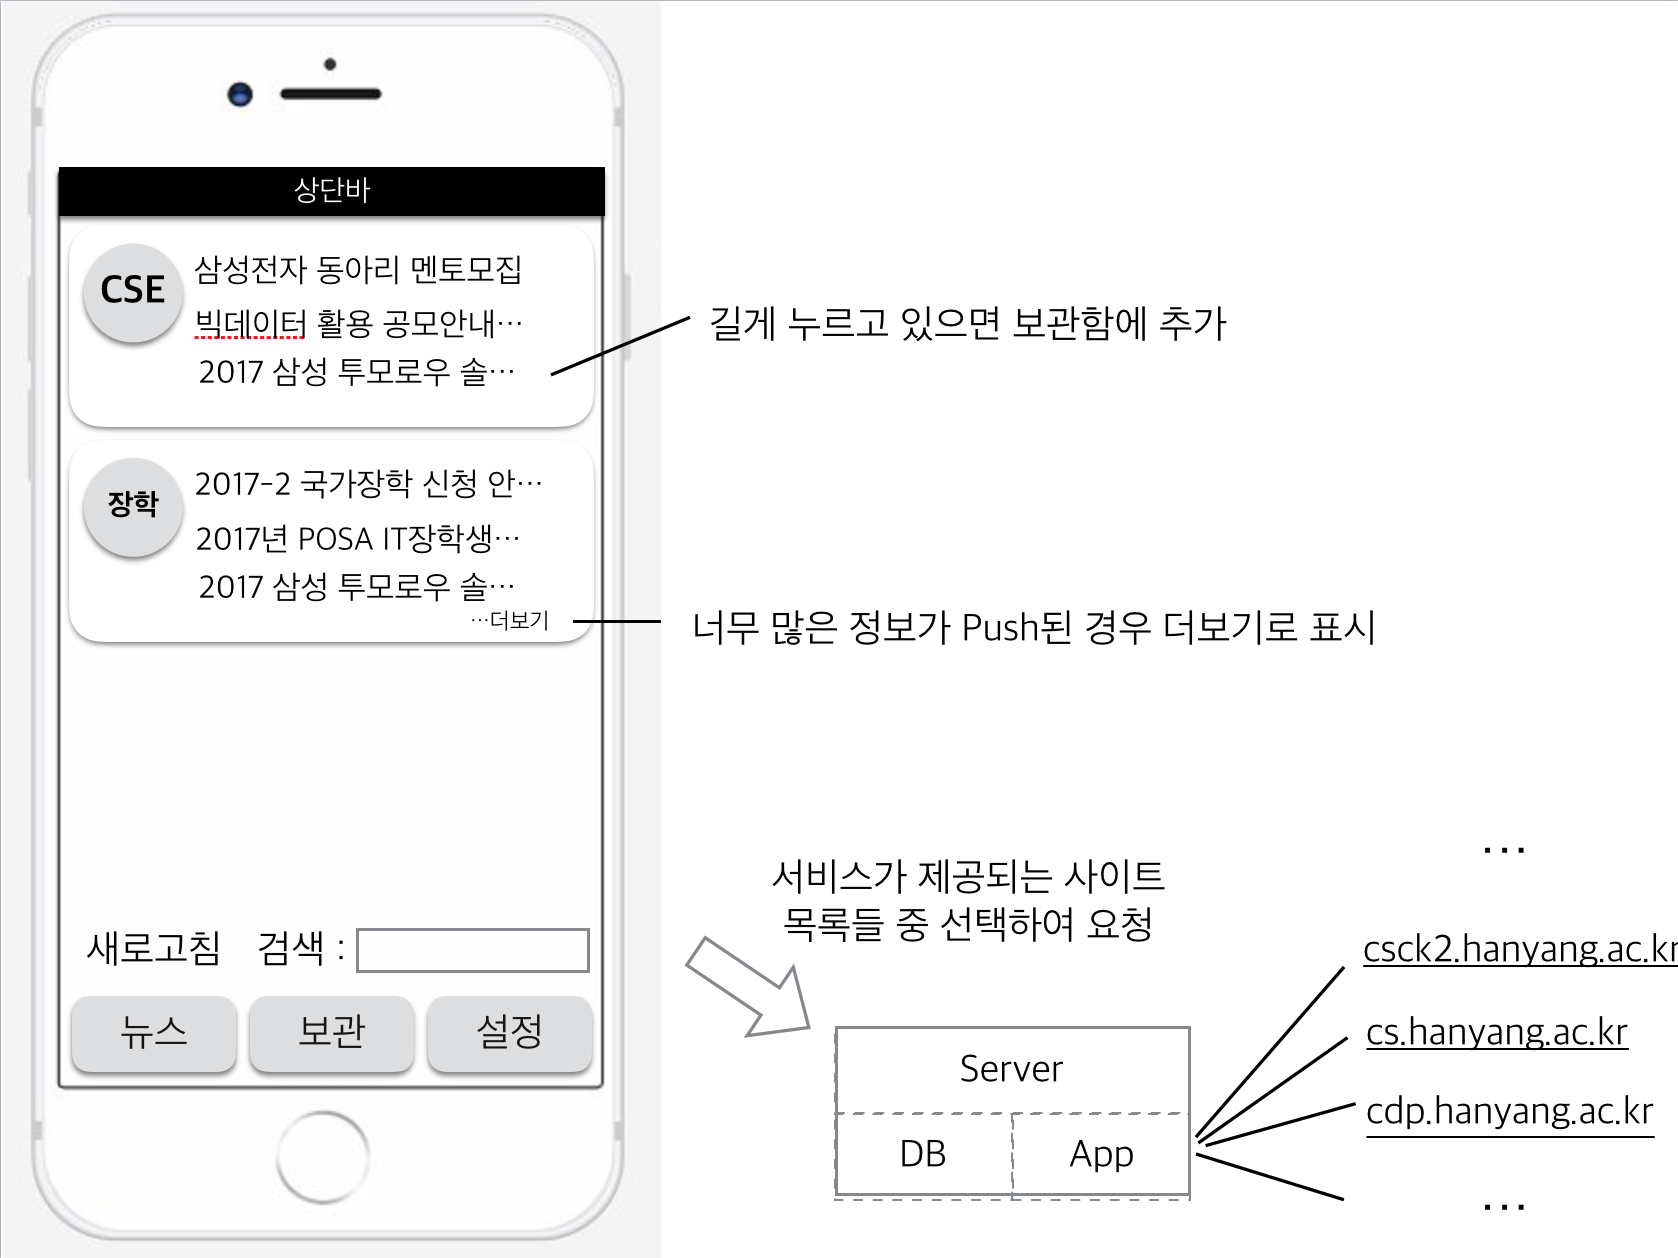 상단바
CSE
삼성전자 동아리 멘토모집
빅데이터 활용 공모안내…
2017 삼성 투모로우 솔…
길게 누르고 있으면 보관함에 추가
장학
2017-2 국가장학 신청 안…
2017년 POSA IT장학생…
2017 삼성 투모로우 솔…
…더보기
너무 많은 정보가 Push된 경우 더보기로 표시
새로고침 검색 :
뉴스
보관
설정
서비스가 제공되는 사이트
목록들 중 선택하여 요청
Server
DB
App
…
csck2.hanyang.ac.kr
cs.hanyang.ac.kr
cdp.hanyang.ac.kr
…